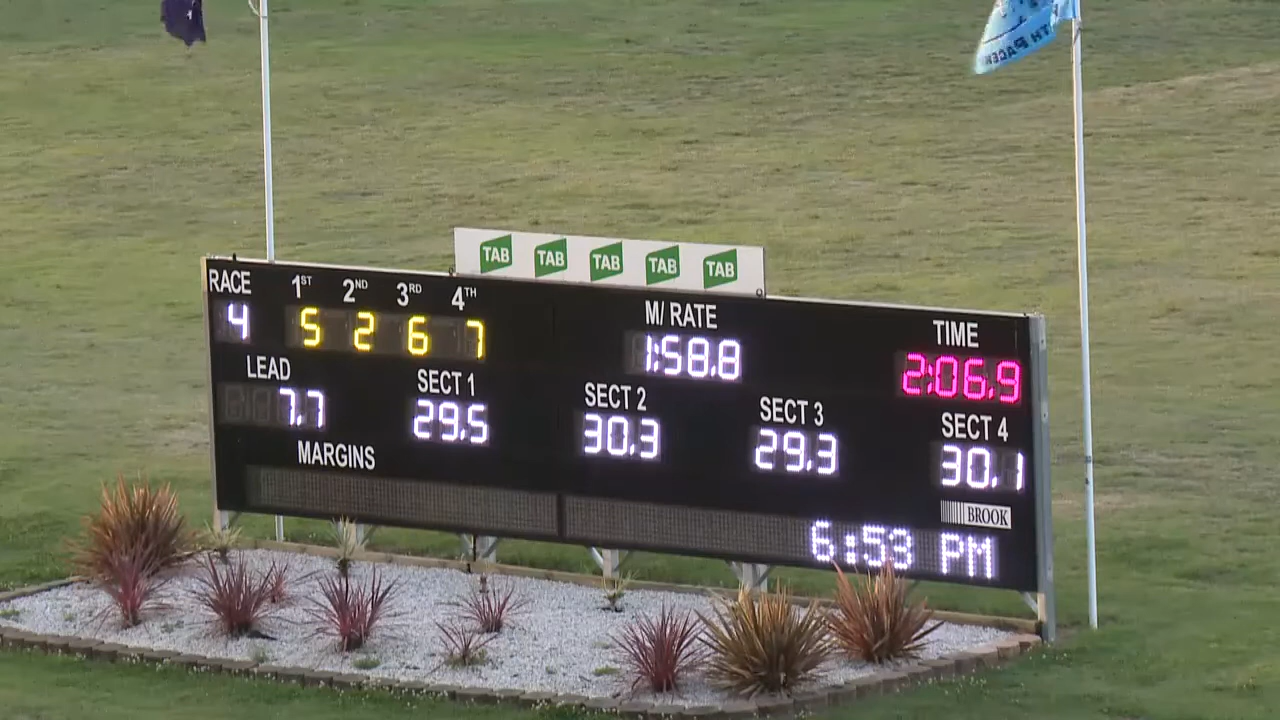 TH PACER
TAB TAB TAB TAB TAB
RACE 1ST 2ND 3RD 4TH M/ RATE TIME
4 5 2 6 7 1:58.8 2:06.9
LEAD SECT 1 SECT 2 SECT 3 SECT 4
7.7 29.5 30.3 29.3 30.1
MARGINS
BROOK
6:53 PM